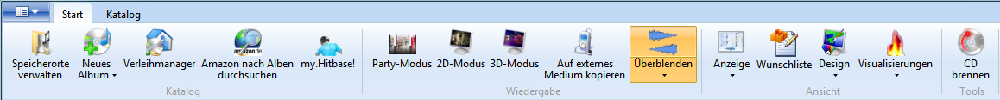 Start Katalog
Speicherorte verwalten
Neues Album
Verleihmanager
amazon.de
Amazon nach Alben durchsuchen
my.Hitbase!
Katalog
Party-Modus
2D-Modus
3D-Modus
Auf externes Medium kopieren
Überblenden
Wiedergabe
Anzeige
Wunschliste
Design
Visualisierungen
Ansicht
CD brennen
Tools